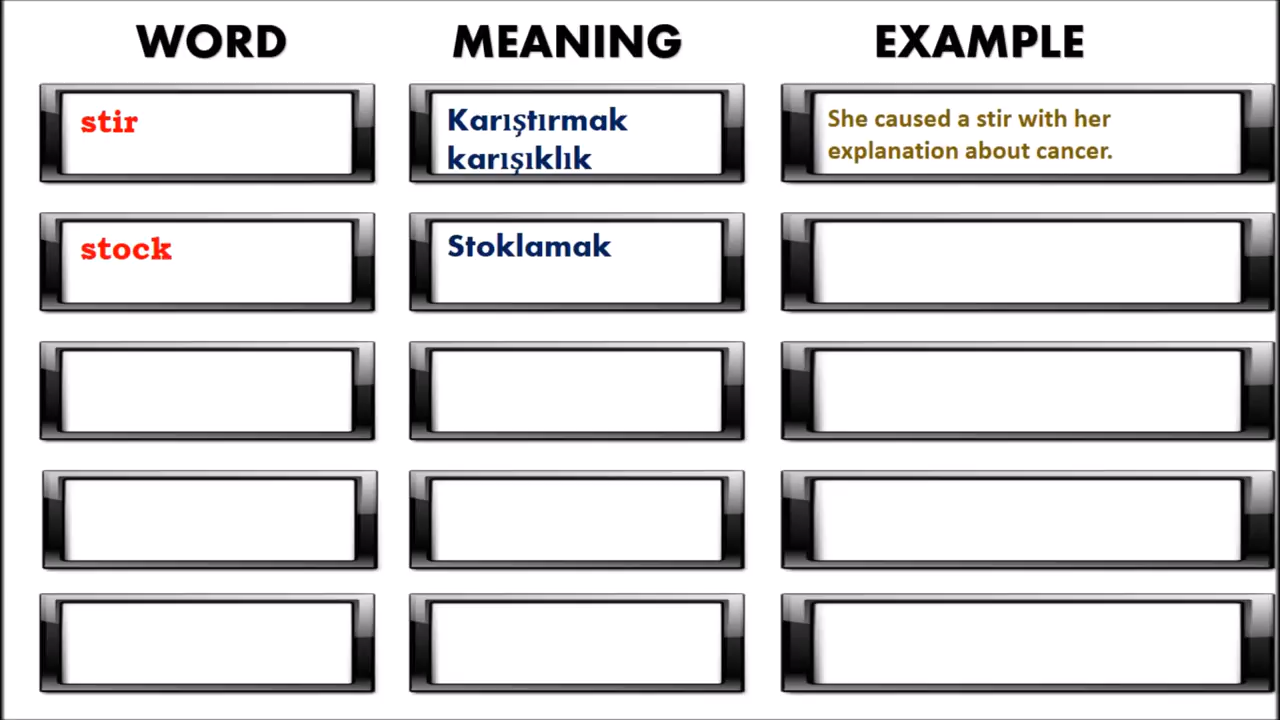 WORD MEANING EXAMPLE
stir
Karıştırmak
karışıklık
She caused a stir with her
explanation about cancer.
stock
Stoklamak